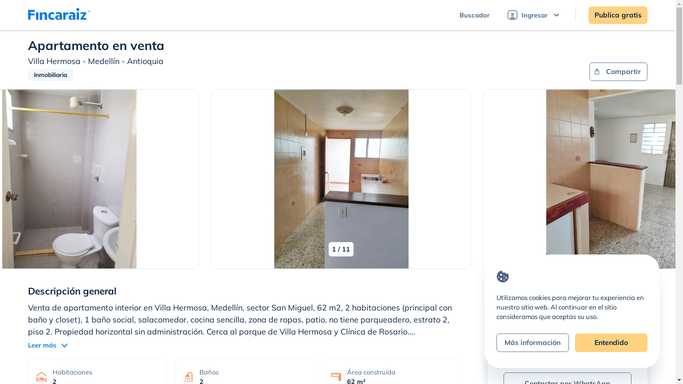 Fincaraiz
Buscador
Ingresar
Publica gratis
Apartamento en venta
Villa Hermosa - Medellín - Antioquia
Inmobiliaria
Compartir
1 / 11
Descripción general
Venta de apartamento interior en Villa Hermosa, Medellín, sector San Miguel, 62 m2, 2 habitaciones (principal con
baño y closet), 1 baño social, salacomedor, cocina sencilla, zona de ropas, patio, no tiene parqueadero, estrato 2,
piso 2. Propiedad horizontal sin administración. Cerca al parque de Villa Hermosa y Clínica de Rosario....
Leer más
Habitaciones
2
Baños
2
Área construida
62 m²
Utilizamos cookies para mejorar tu experiencia en
nuestro sitio web. Al continuar en el sitio
consideramos que aceptas su uso.
Más información
Entendido
Contactar por WhatsApp